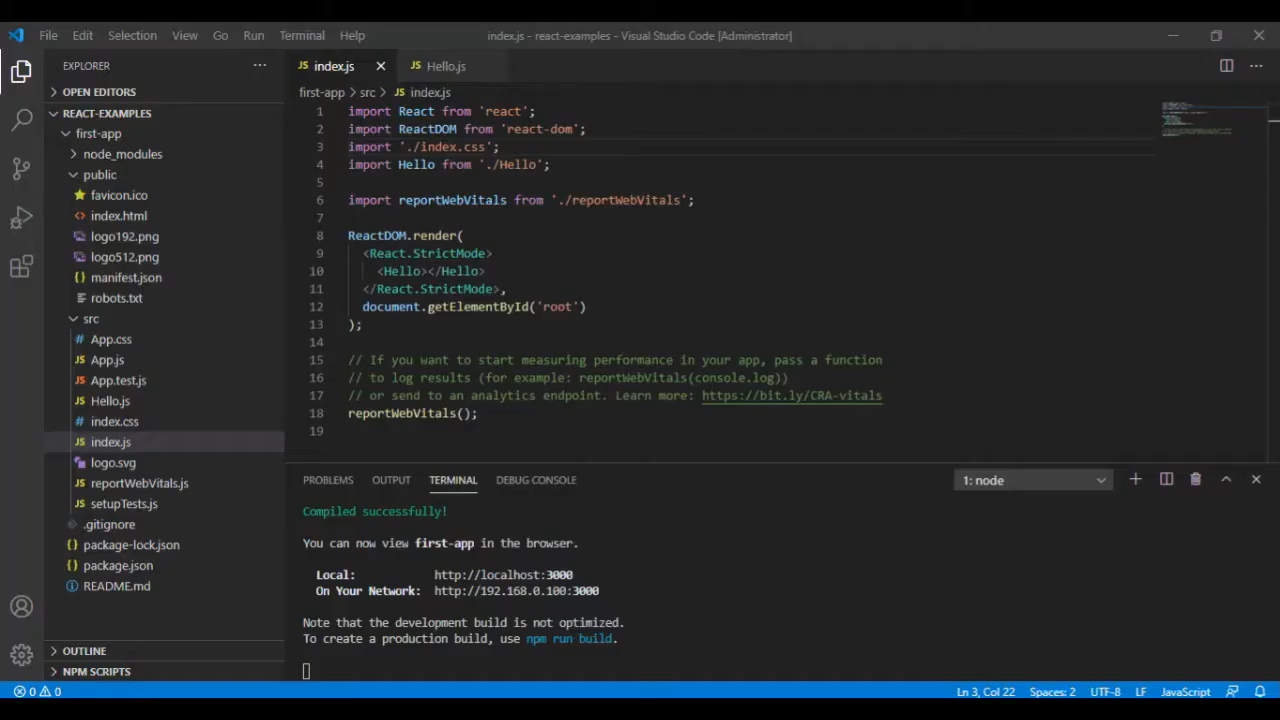 File Edit Selection View Go Run Terminal Help index.js - react-examples - Visual Studio Code [Administrator]
EXPLORER
OPEN EDITORS
REACT-EXAMPLES
first-app
node_modules
public
favicon.ico
index.html
logo192.png
logo512.png
manifest.json
robots.txt
src
App.css
App.js
App.test.js
Hello.js
index.css
index.js
logo.svg
reportWebVitals.js
setupTests.js
.gitignore
package-lock.json
package.json
README.md
OUTLINE
NPM SCRIPTS
JS index.js JS Hello.js
first-app > src > JS index.js
1 import React from 'react';
2 import ReactDOM from 'react-dom';
3 import './index.css';
4 import Hello from './Hello';
5
6 import reportWebVitals from './reportWebVitals';
7
8 ReactDOM.render(
9 <React.StrictMode>
10 <Hello></Hello>
11 </React.StrictMode>,
12 document.getElementById('root')
13 );
14
15 // If you want to start measuring performance in your app, pass a function
16 // to log results (for example: reportWebVitals(console.log))
17 // or send to an analytics endpoint. Learn more: https://bit.ly/CRA-vitals
18 reportWebVitals();
19
PROBLEMS OUTPUT TERMINAL DEBUG CONSOLE 1: node
Compiled successfully!
You can now view first-app in the browser.
Local: http://localhost:3000
On Your Network: http://192.168.0.100:3000
Note that the development build is not optimized.
To create a production build, use npm run build.
0 0 Ln 3, Col 22 Spaces: 2 UTF-8 LF JavaScript